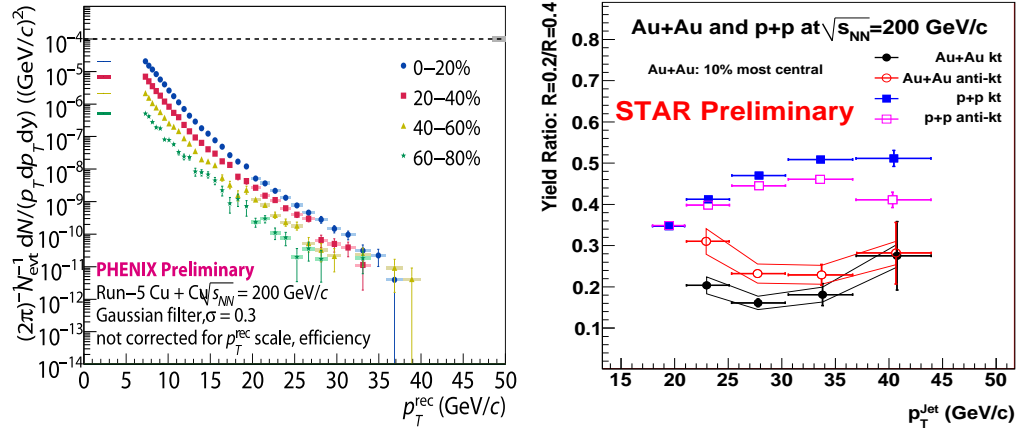 (2π)⁻¹N⁻¹evt dN/(p_T dp_T dy) ((GeV/c)²)
10⁻⁴
10⁻⁵
10⁻⁶
10⁻⁷
10⁻⁸
10⁻⁹
10⁻¹⁰
10⁻¹¹
10⁻¹²
10⁻¹³
10⁻¹⁴
0–20%
20–40%
40–60%
60–80%
PHENIX Preliminary
Run–5 Cu + Cu √s_NN = 200 GeV/c
Gaussian filter, σ = 0.3
not corrected for p_T^rec scale, efficiency
0 5 10 15 20 25 30 35 40 45 50
p_T^rec (GeV/c)
Yield Ratio: R=0.2/R=0.4
0.8
0.7
0.6
0.5
0.4
0.3
0.2
0.1
Au+Au and p+p at √s_NN=200 GeV/c
Au+Au: 10% most central
Au+Au kt
Au+Au anti-kt
p+p kt
p+p anti-kt
STAR Preliminary
15 20 25 30 35 40 45 50
p_T^Jet (GeV/c)